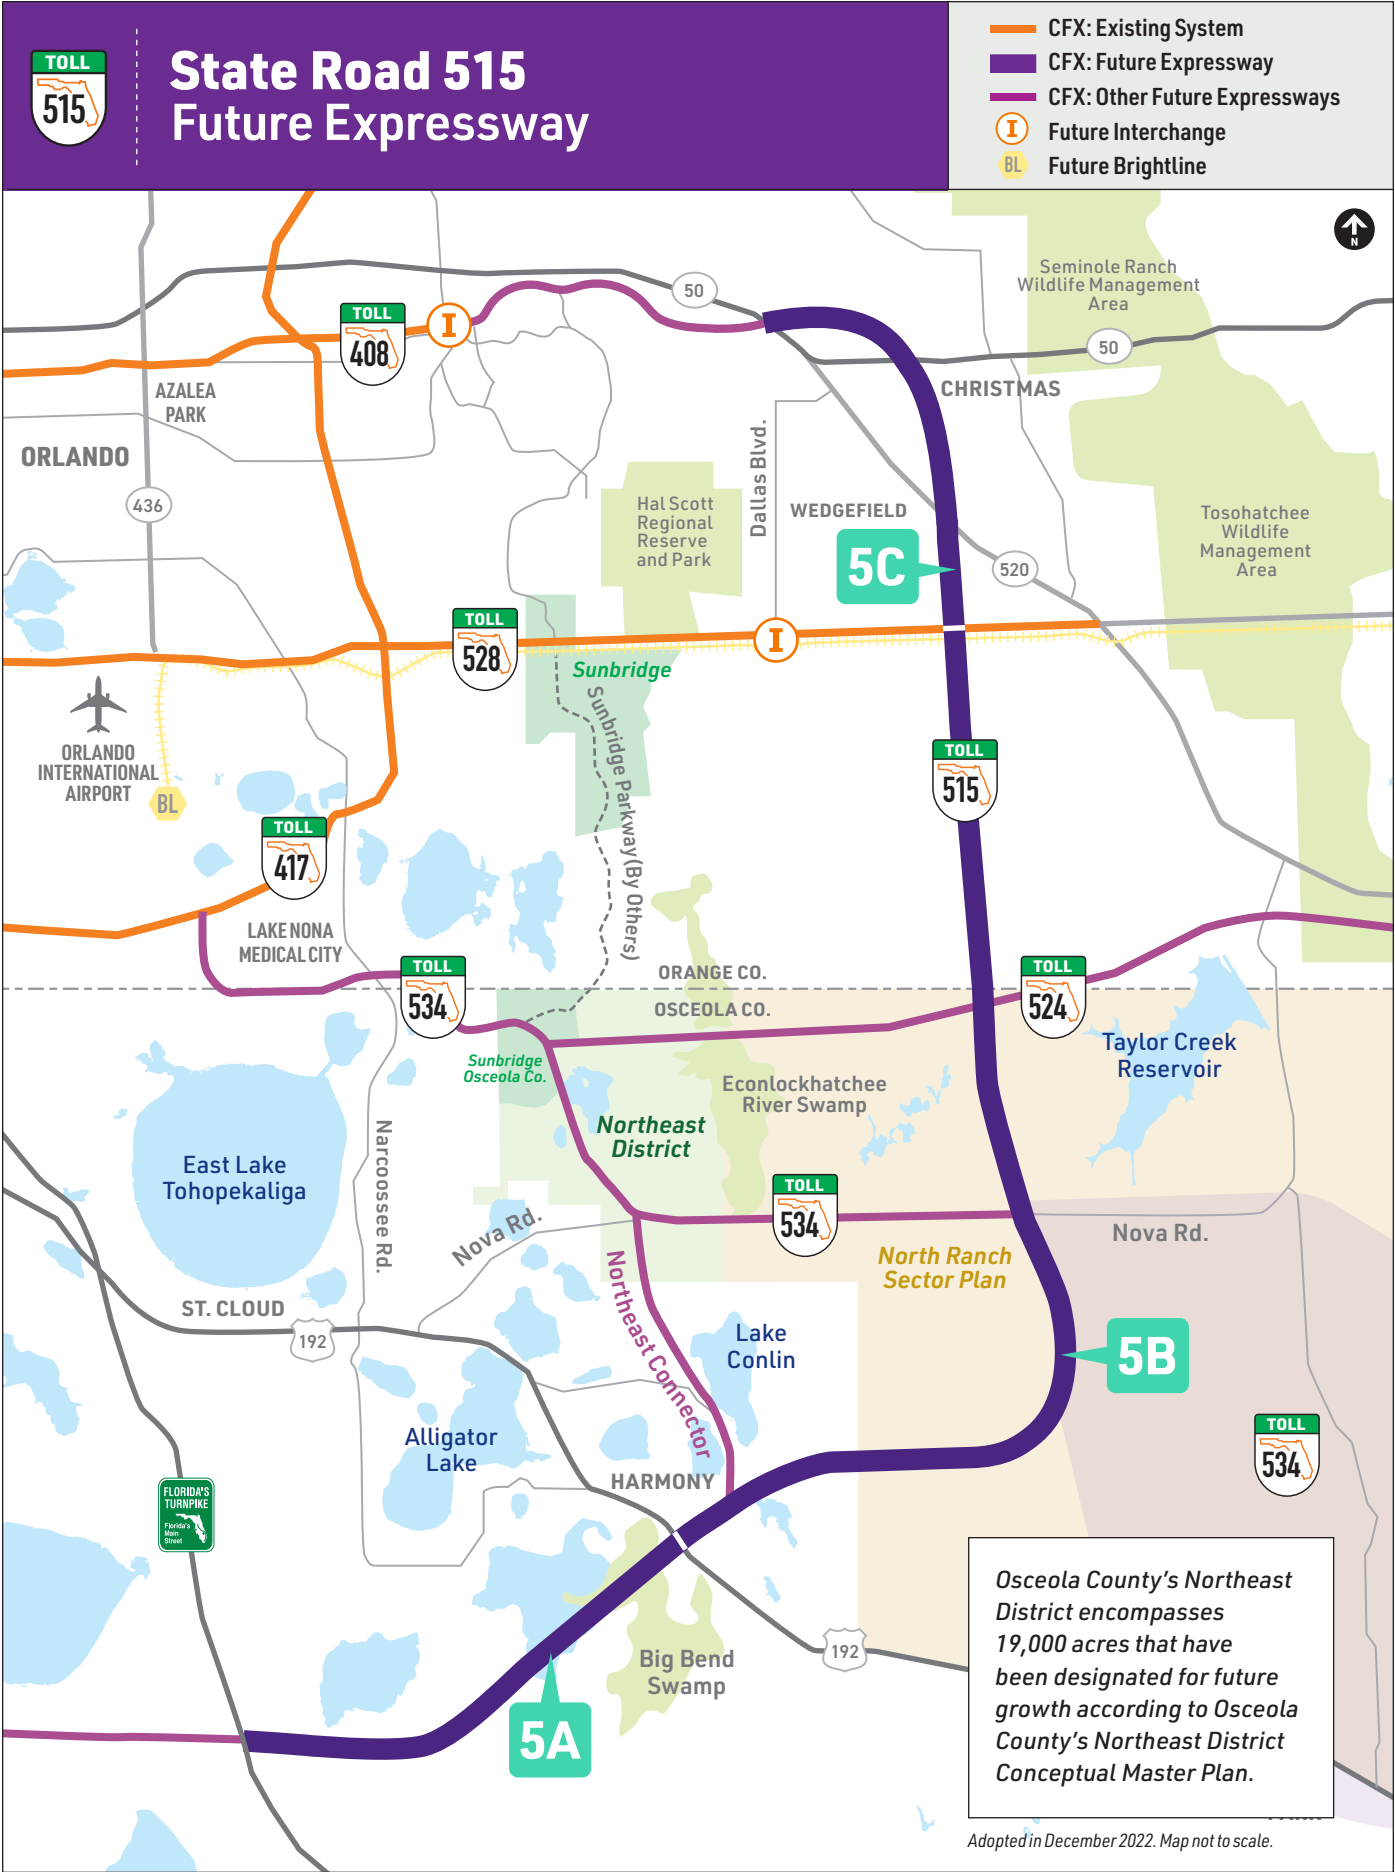 TOLL
515
State Road 515
Future Expressway
CFX: Existing System
CFX: Future Expressway
CFX: Other Future Expressways
I
Future Interchange
BL
Future Brightline
N
Seminole Ranch
Wildlife Management
Area
50
50
TOLL
408
I
AZALEA
PARK
CHRISTMAS
ORLANDO
436
Hal Scott
Regional
Reserve
and Park
Dallas Blvd.
WEDGEFIELD
5C
520
Tosohatchee
Wildlife
Management
Area
TOLL
528
I
Sunbridge
Sunbridge Parkway (By Others)
ORLANDO
INTERNATIONAL
AIRPORT
BL
TOLL
515
TOLL
417
LAKE NONA
MEDICAL CITY
ORANGE CO.
OSCEOLA CO.
TOLL
534
TOLL
524
Taylor Creek
Reservoir
Sunbridge
Osceola Co.
Econlockhatchee
River Swamp
Northeast
District
East Lake
Tohopekaliga
Narcoossee Rd.
Nova Rd.
TOLL
534
Nova Rd.
North Ranch
Sector Plan
Northeast Connector
ST. CLOUD
192
Lake
Conlin
5B
Alligator
Lake
HARMONY
TOLL
534
FLORIDA'S
TURNPIKE
Florida's
Main
Street
Big Bend
Swamp
192
5A
Osceola County's Northeast
District encompasses
19,000 acres that have
been designated for future
growth according to Osceola
County's Northeast District
Conceptual Master Plan.
Adopted in December 2022. Map not to scale.